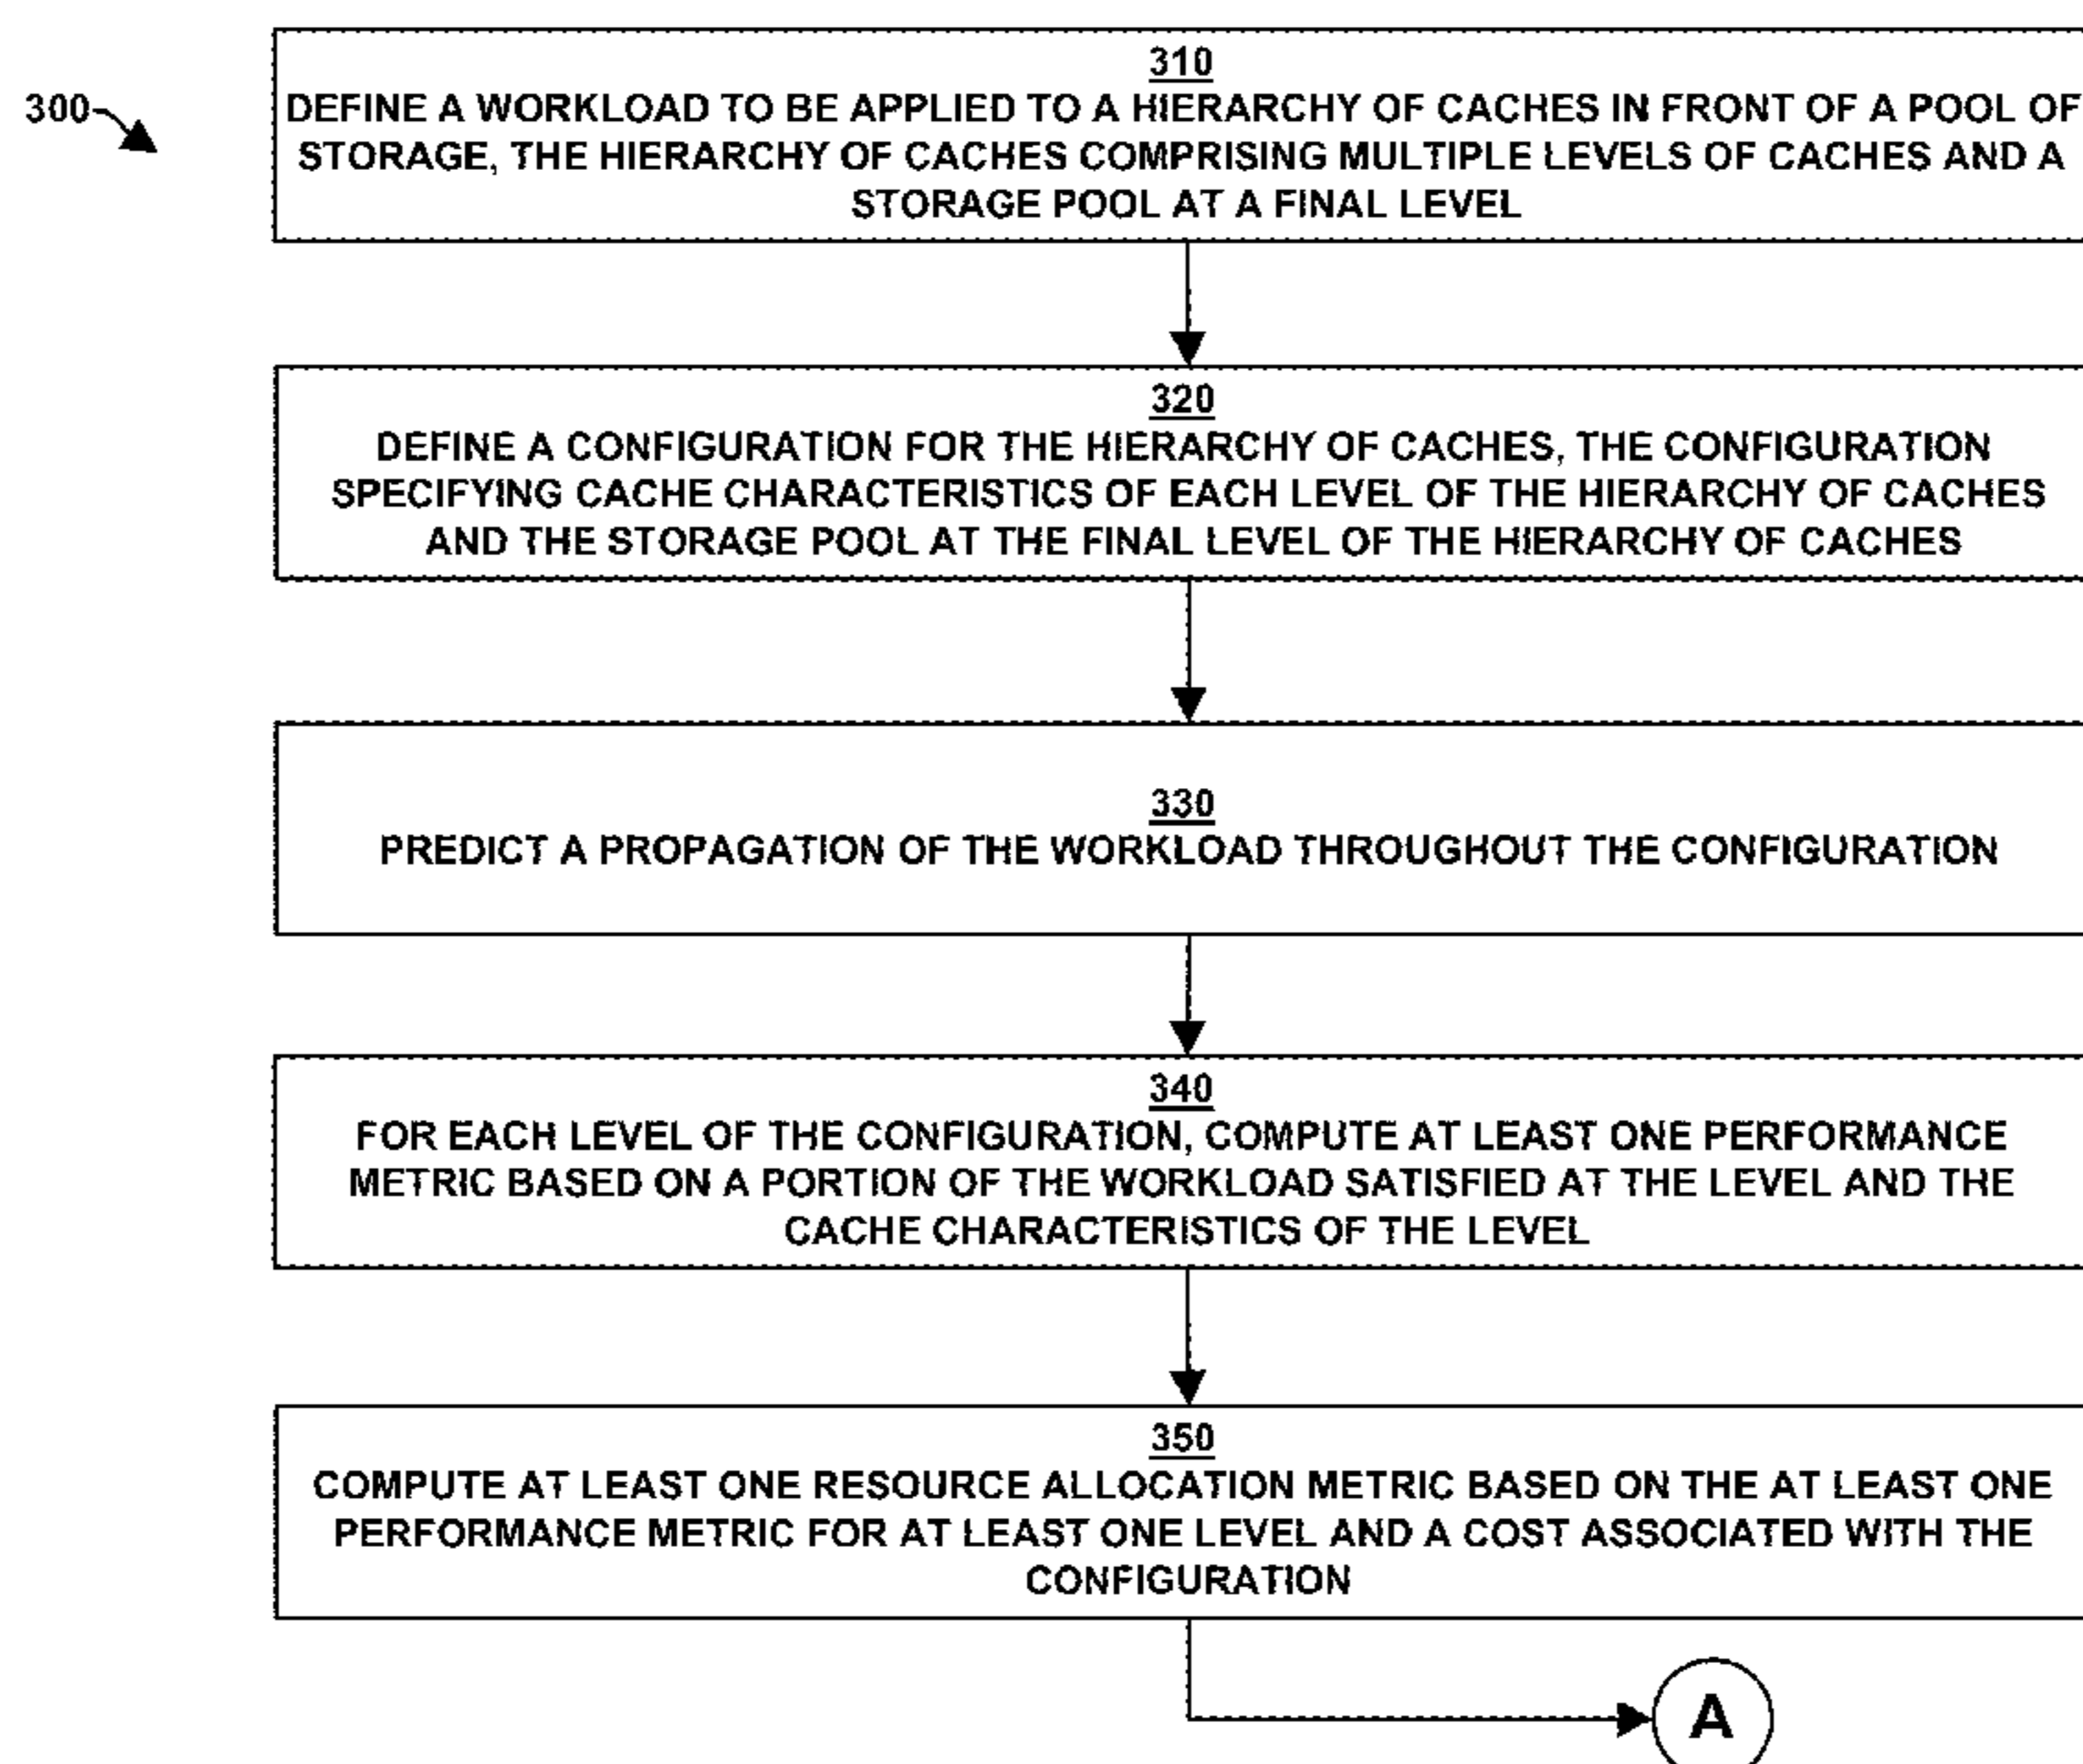 300
310
DEFINE A WORKLOAD TO BE APPLIED TO A HIERARCHY OF CACHES IN FRONT OF A POOL OF
STORAGE, THE HIERARCHY OF CACHES COMPRISING MULTIPLE LEVELS OF CACHES AND A
STORAGE POOL AT A FINAL LEVEL
320
DEFINE A CONFIGURATION FOR THE HIERARCHY OF CACHES, THE CONFIGURATION
SPECIFYING CACHE CHARACTERISTICS OF EACH LEVEL OF THE HIERARCHY OF CACHES
AND THE STORAGE POOL AT THE FINAL LEVEL OF THE HIERARCHY OF CACHES
330
PREDICT A PROPAGATION OF THE WORKLOAD THROUGHOUT THE CONFIGURATION
340
FOR EACH LEVEL OF THE CONFIGURATION, COMPUTE AT LEAST ONE PERFORMANCE
METRIC BASED ON A PORTION OF THE WORKLOAD SATISFIED AT THE LEVEL AND THE
CACHE CHARACTERISTICS OF THE LEVEL
350
COMPUTE AT LEAST ONE RESOURCE ALLOCATION METRIC BASED ON THE AT LEAST ONE
PERFORMANCE METRIC FOR AT LEAST ONE LEVEL AND A COST ASSOCIATED WITH THE
CONFIGURATION
A